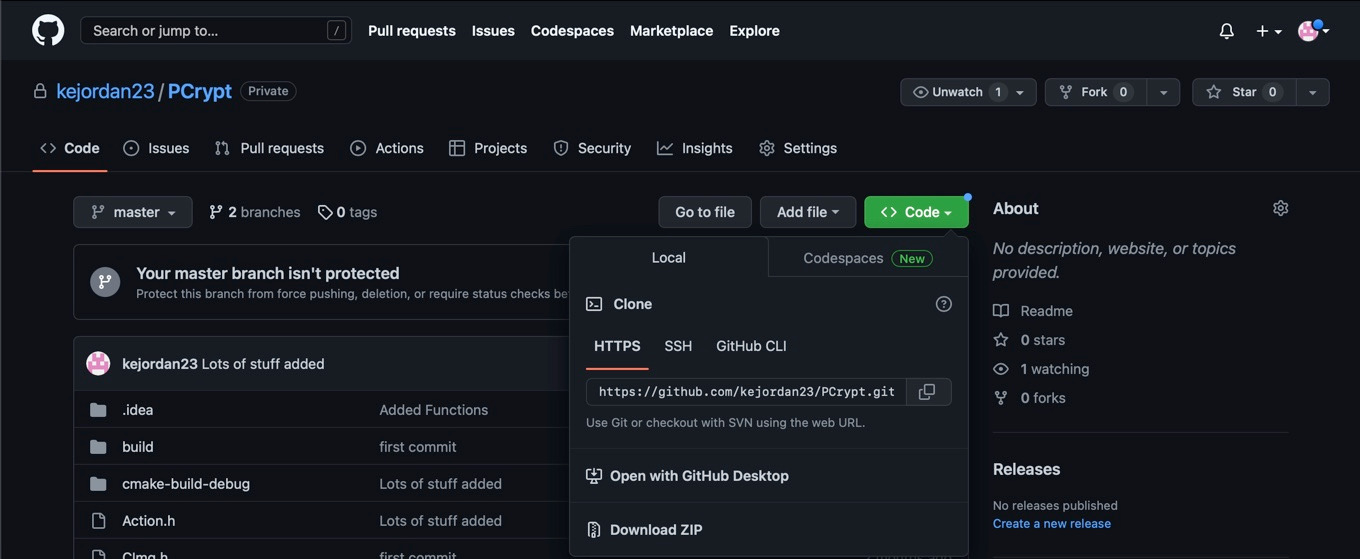 Search or jump to... / Pull requests Issues Codespaces Marketplace Explore
kejordan23 / PCrypt Private Unwatch 1 Fork 0 Star 0
Code Issues Pull requests Actions Projects Security Insights Settings
master 2 branches 0 tags Go to file Add file Code About
No description, website, or topics
provided.
Local Codespaces New
Your master branch isn't protected
Protect this branch from force pushing, deletion, or require status checks be
Clone
Readme
HTTPS SSH GitHub CLI
0 stars
1 watching
0 forks
kejordan23 Lots of stuff added
https://github.com/kejordan23/PCrypt.git
Use Git or checkout with SVN using the web URL.
.idea Added Functions
build first commit
Open with GitHub Desktop
Releases
cmake-build-debug Lots of stuff added
No releases published
Create a new release
Action.h Lots of stuff added
Download ZIP
CImg.h first commit